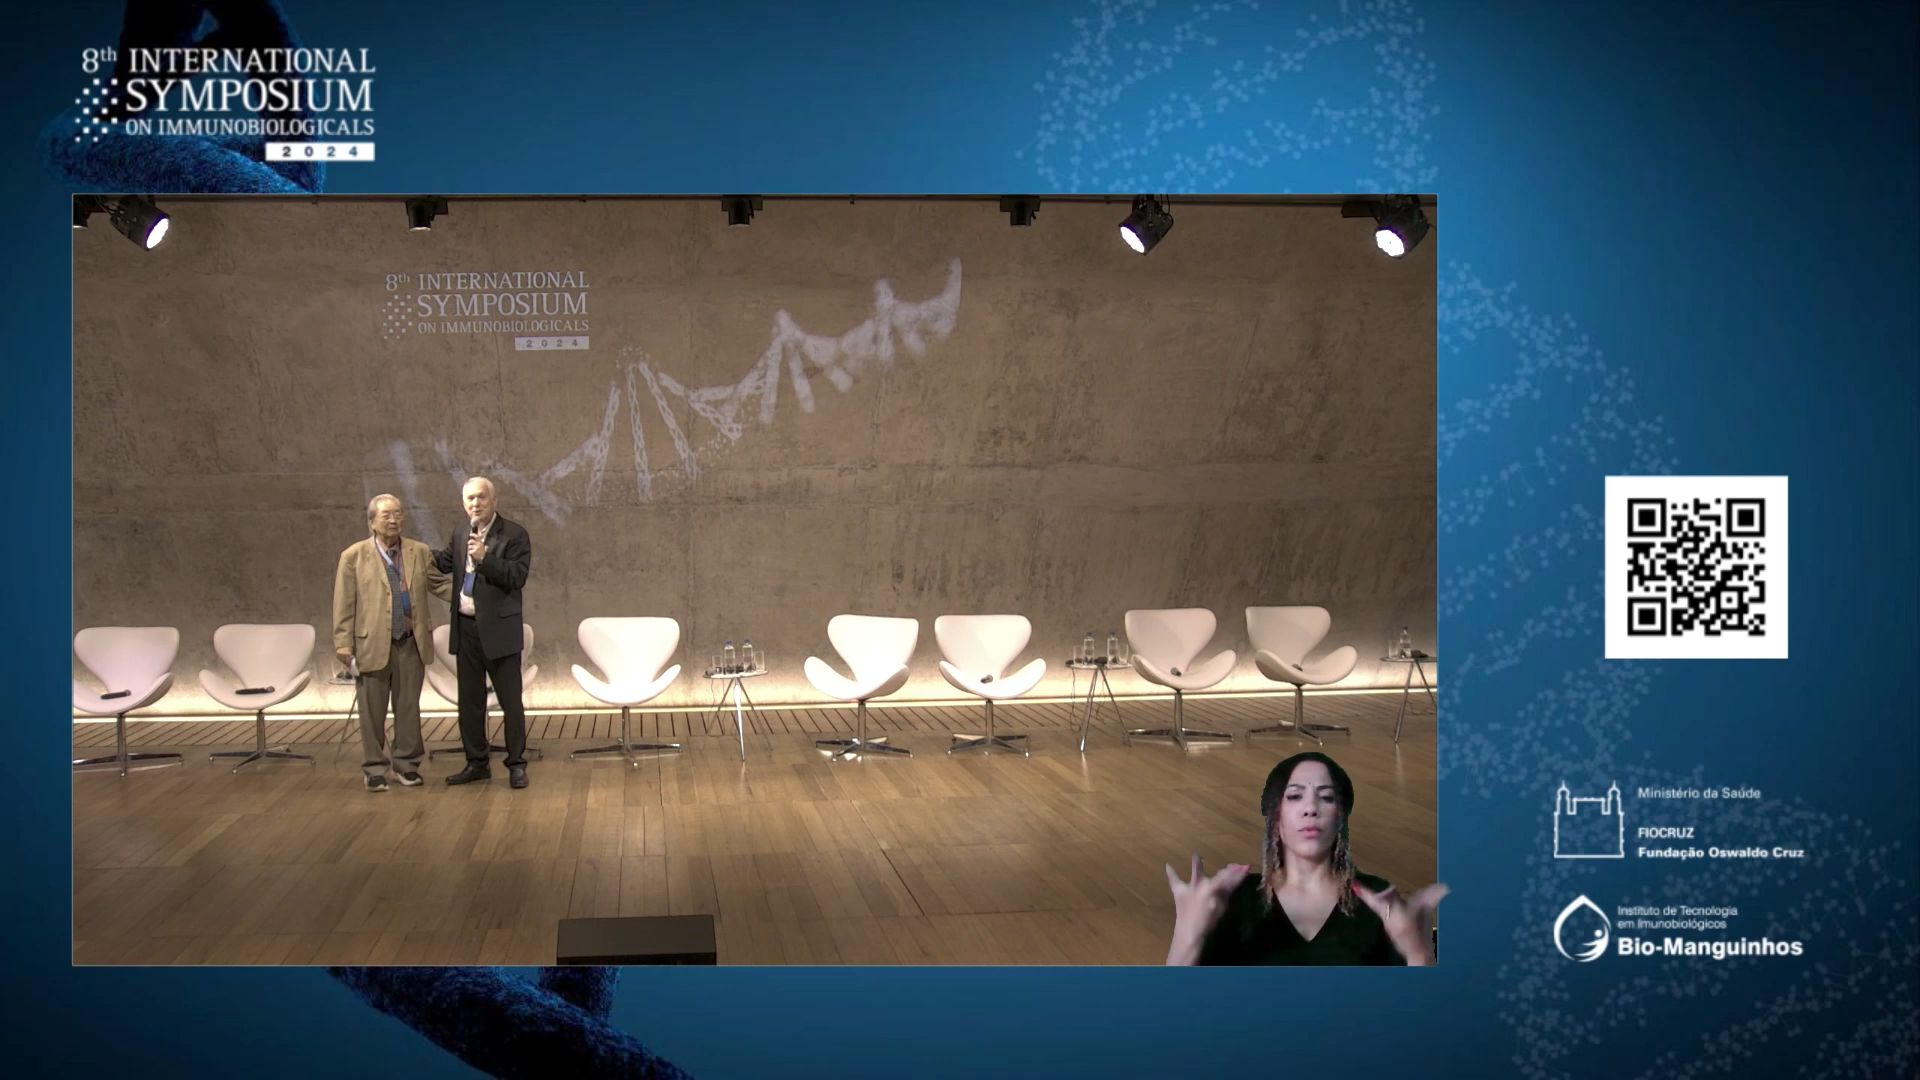 8th INTERNATIONAL
SYMPOSIUM
ON IMMUNOBIOLOGICALS
2024
8th INTERNATIONAL
SYMPOSIUM
ON IMMUNOBIOLOGICALS
2024
Ministério da Saúde
FIOCRUZ
Fundação Oswaldo Cruz
Instituto de Tecnologia
em Imunobiológicos
Bio-Manguinhos